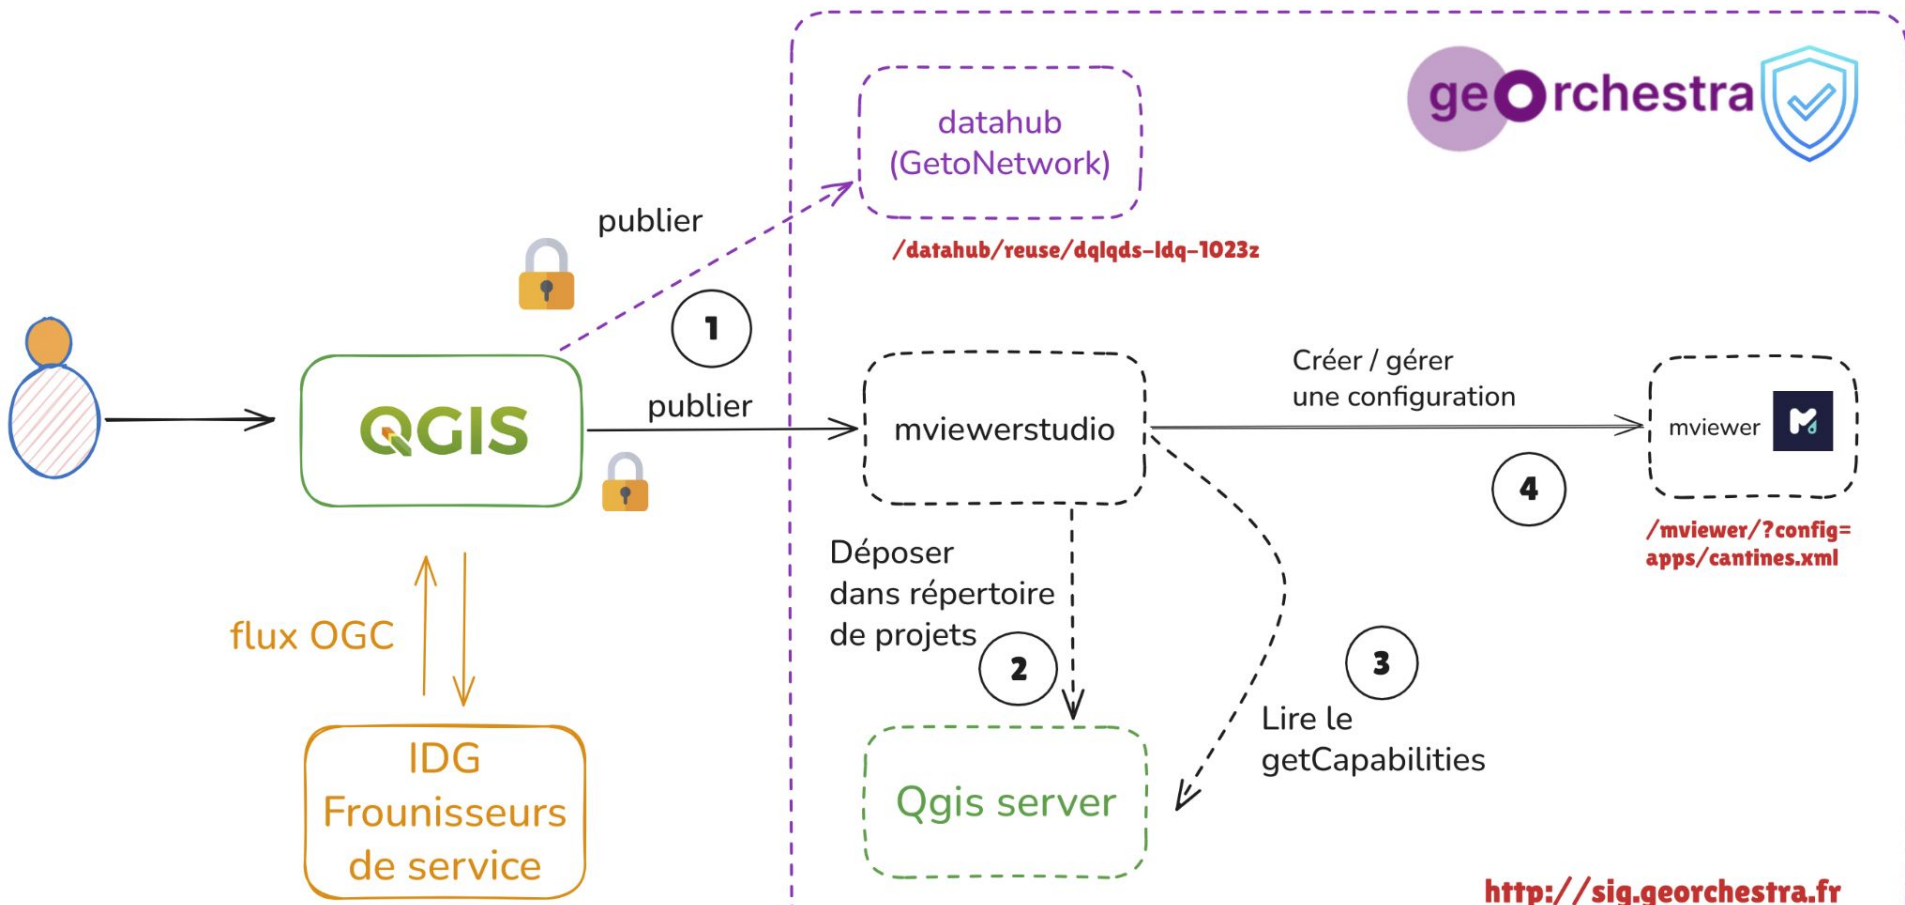 geOrchestra
datahub
(GetoNetwork)
publier
/datahub/reuse/dqlqds-ldq-1023z
1
QGIS
publier
mviewerstudio
Créer / gérer
une configuration
mviewer
4
/mviewer/?config=
apps/cantines.xml
Déposer
dans répertoire
de projets
2
3
flux OGC
Lire le
getCapabilities
IDG
Frounisseurs
de service
Qgis server
http://sig.georchestra.fr